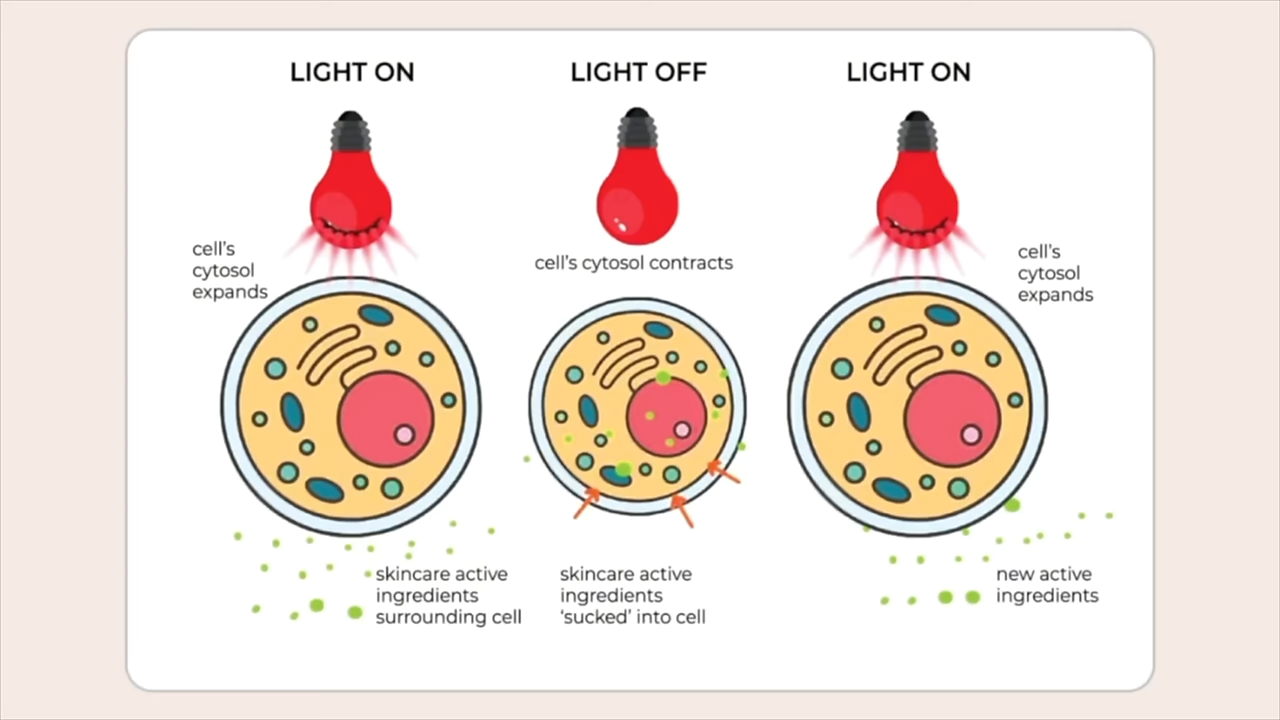 LIGHT ON
LIGHT OFF
LIGHT ON
cell's
cytosol
expands
cell's cytosol contracts
cell's
cytosol
expands
skincare active
ingredients
surrounding cell
skincare active
ingredients
‘sucked’ into cell
new active
ingredients